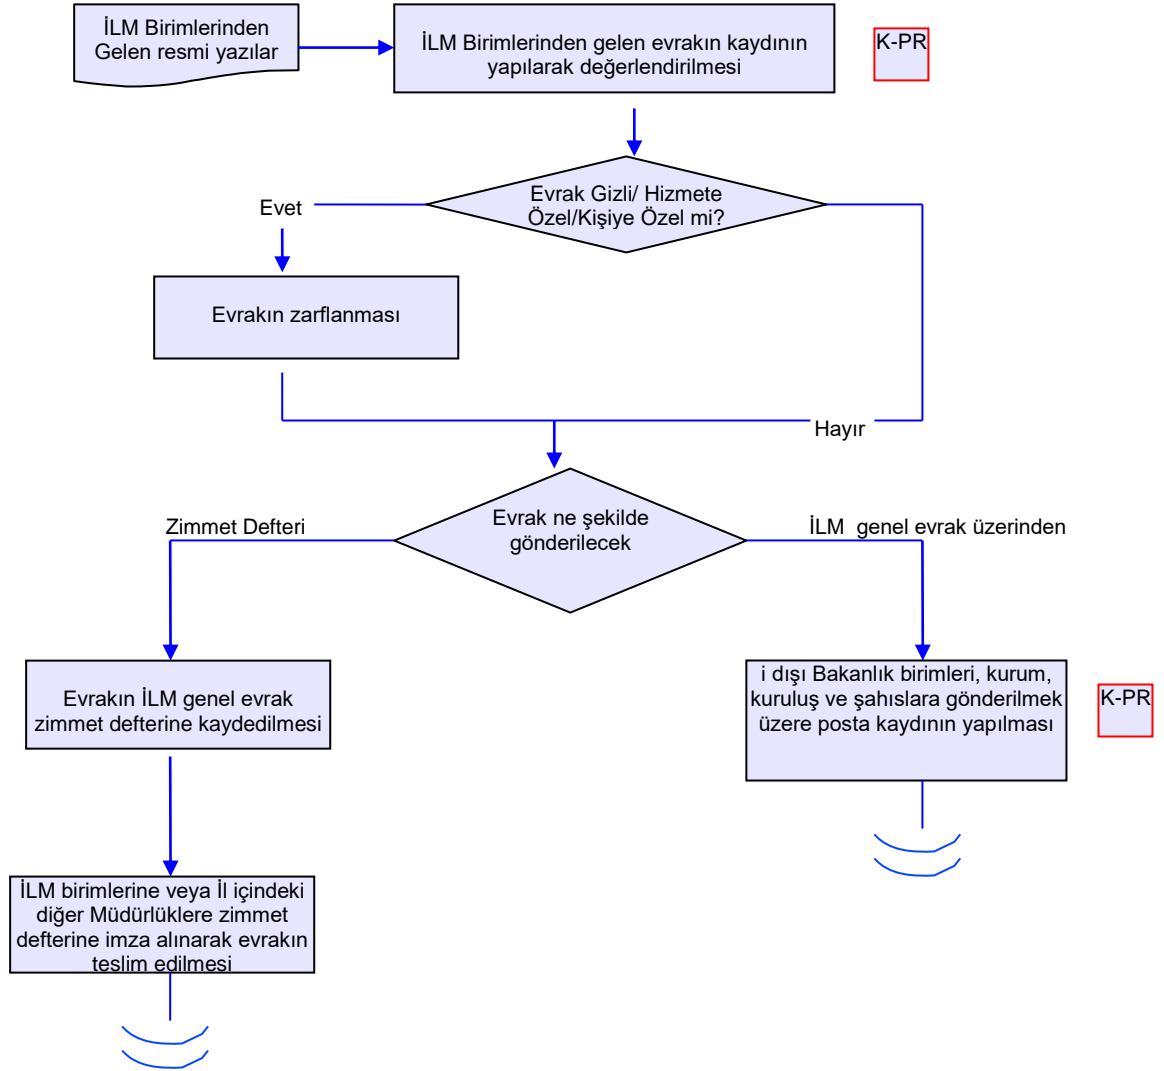 İLM Birimlerinden
Gelen resmi yazılar
İLM Birimlerinden gelen evrakın kaydının
yapılarak değerlendirilmesi
K-PR
Evrak Gizli/ Hizmete
Özel/Kişiye Özel mi?
Evet
Evrakın zarflanması
Hayır
Evrak ne şekilde
gönderilecek
Zimmet Defteri
İLM  genel evrak üzerinden
Evrakın İLM genel evrak
zimmet defterine kaydedilmesi
i dışı Bakanlık birimleri, kurum,
kuruluş ve şahıslara gönderilmek
üzere posta kaydının yapılması
K-PR
İLM birimlerine veya İl içindeki
diğer Müdürlüklere zimmet
defterine imza alınarak evrakın
teslim edilmesi